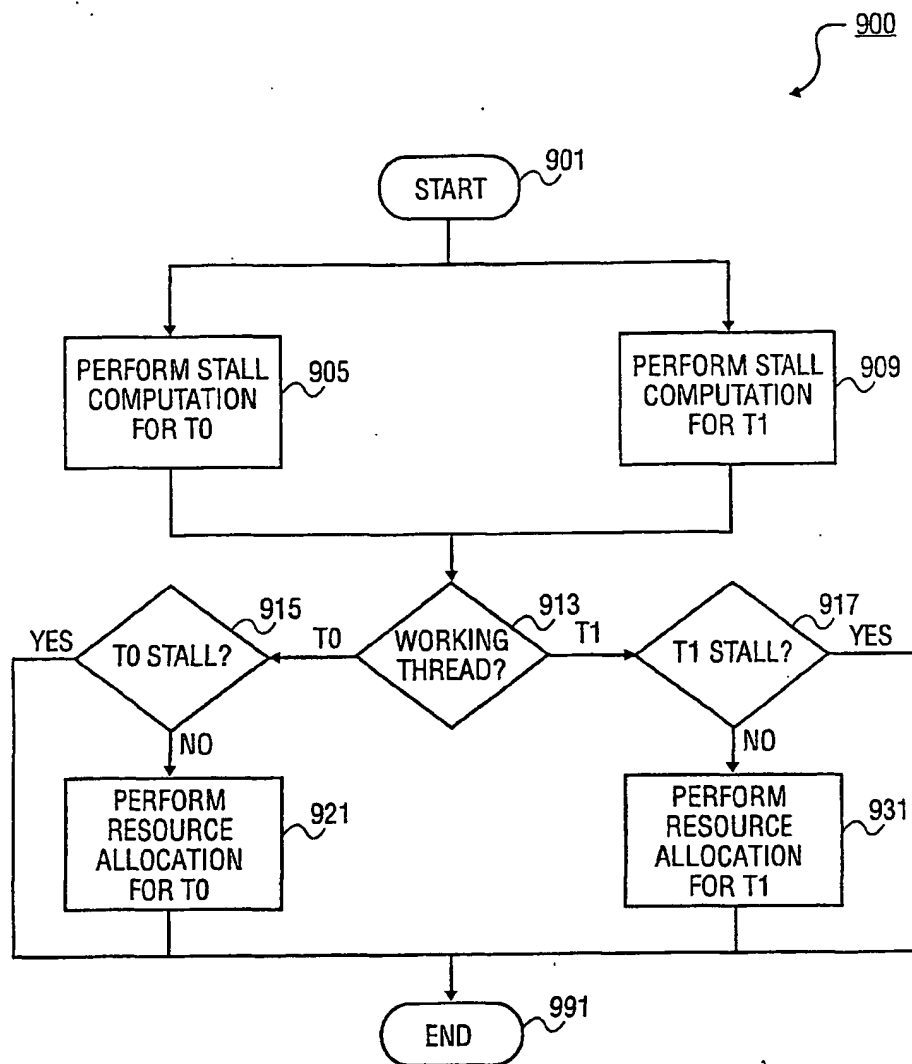 900
START
901
PERFORM STALL
COMPUTATION
FOR T0
905
PERFORM STALL
COMPUTATION
FOR T1
909
WORKING
THREAD?
913
T0
T1
T0 STALL?
915
YES
NO
T1 STALL?
917
YES
NO
PERFORM
RESOURCE
ALLOCATION
FOR T0
921
PERFORM
RESOURCE
ALLOCATION
FOR T1
931
END
991